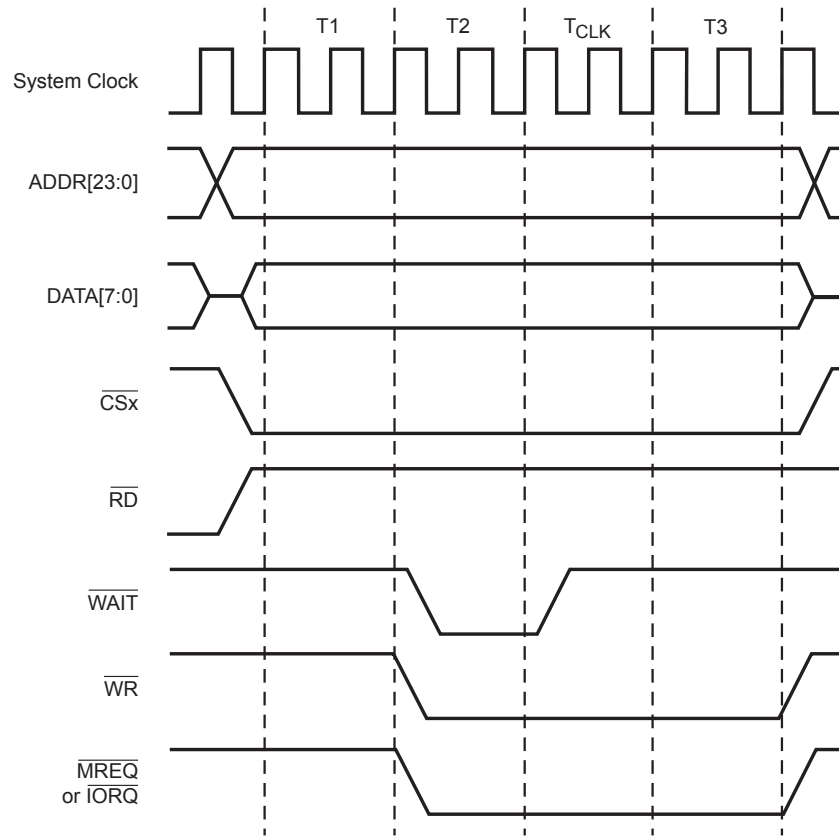 T1 T2 TCLK T3
System Clock
ADDR[23:0]
DATA[7:0]
CSx
RD
WAIT
WR
MREQ
or IORQ